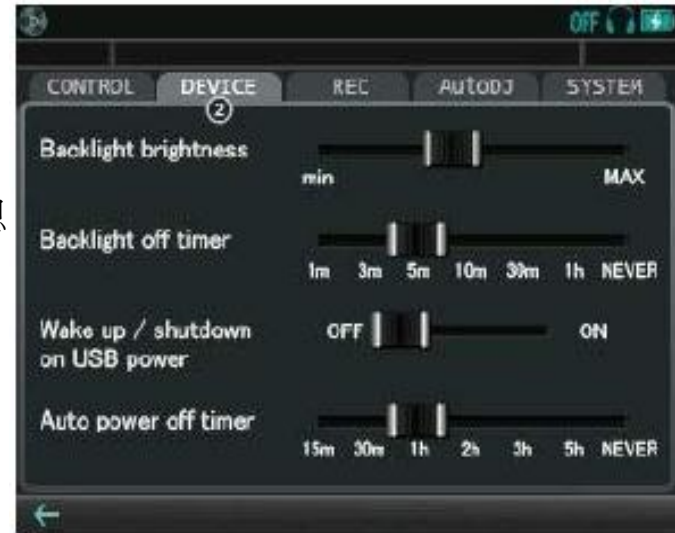 OFF
CONTROL DEVICE REC AUTODJ SYSTEM
2
Backlight brightness
min MAX
Backlight off timer
1m 3m 5m 10m 30m 1h NEVER
Wake up / shutdown
on USB power
OFF ON
Auto power off timer
15m 30m 1h 2h 3h 5h NEVER